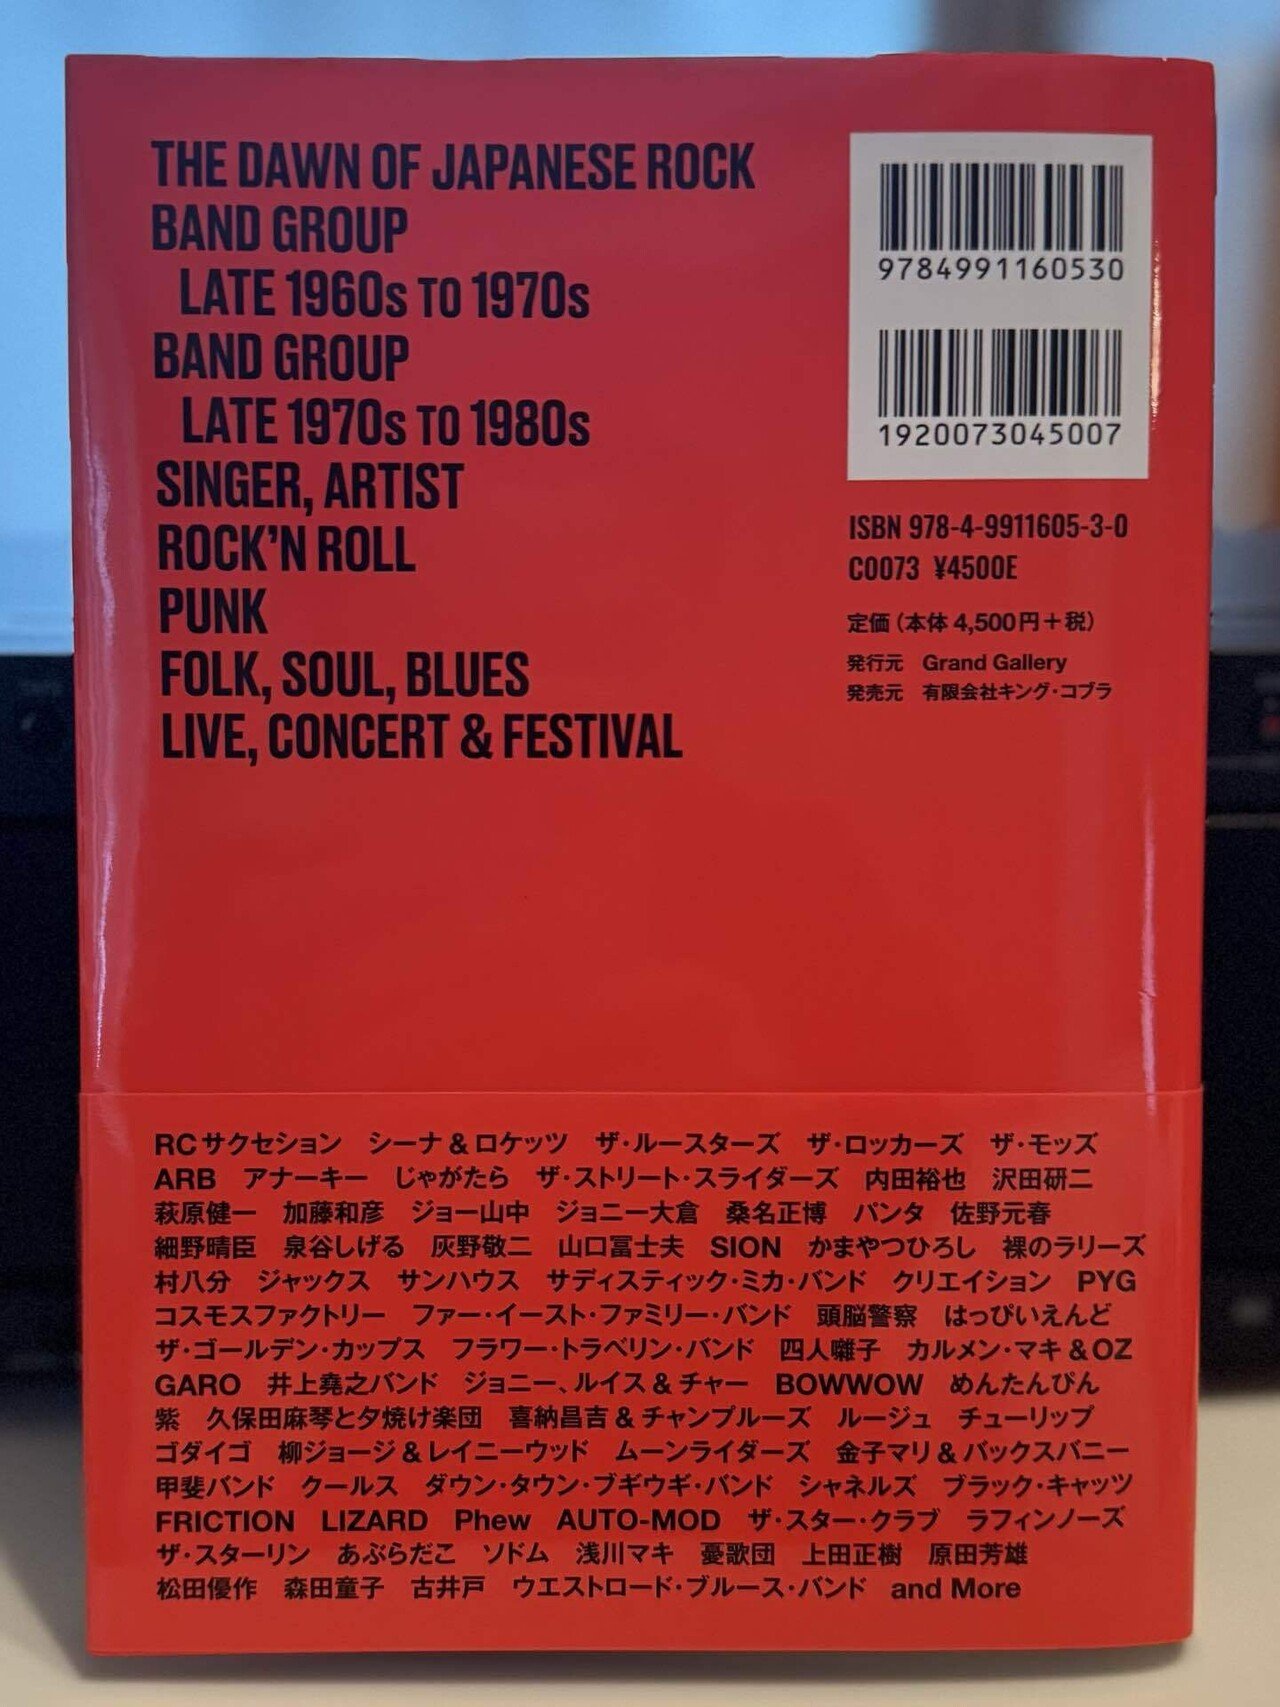 THE DAWN OF JAPANESE ROCK
BAND GROUP
LATE 1960s TO 1970s
BAND GROUP
LATE 1970s TO 1980s
SINGER, ARTIST
ROCK'N ROLL
PUNK
FOLK, SOUL, BLUES
LIVE, CONCERT & FESTIVAL
9784991160530
1920073045007
ISBN 978-4-9911605-3-0
C0073 ¥4500E
定価（本体 4,500円＋税）
発行元 Grand Gallery
発売元 有限会社キング・コブラ
RCサクセション シーナ＆ロケッツ ザ・ルースターズ ザ・ロッカーズ ザ・モッズ
ARB アナーキー じゃがたら ザ・ストリート・スライダーズ 内田裕也 沢田研二
萩原健一 加藤和彦 ジョー山中 ジョニー大倉 桑名正博 パンタ 佐野元春
細野晴臣 泉谷しげる 灰野敬二 山口冨士夫 SION かまやつひろし 裸のラリーズ
村八分 ジャックス サンハウス サディスティック・ミカ・バンド クリエイション PYG
コスモスファクトリー ファー・イースト・ファミリー・バンド 頭脳警察 はっぴいえんど
ザ・ゴールデン・カップス フラワー・トラベリン・バンド 四人囃子 カルメン・マキ＆OZ
GARO 井上堯之バンド ジョニー、ルイス＆チャー BOWWOW めんたんぴん
紫 久保田麻琴と夕焼け楽団 喜納昌吉＆チャンプルーズ ルージュ チューリップ
ゴダイゴ 柳ジョージ＆レイニーウッド ムーンライダーズ 金子マリ＆バックスバニー
甲斐バンド クールス ダウン・タウン・ブギウギ・バンド シャネルズ ブラック・キャッツ
FRICTION LIZARD Phew AUTO-MOD ザ・スター・クラブ ラフィンノーズ
ザ・スターリン あぶらだこ ソドム 浅川マキ 憂歌団 上田正樹 原田芳雄
松田優作 森田童子 古井戸 ウエストロード・ブルース・バンド and More